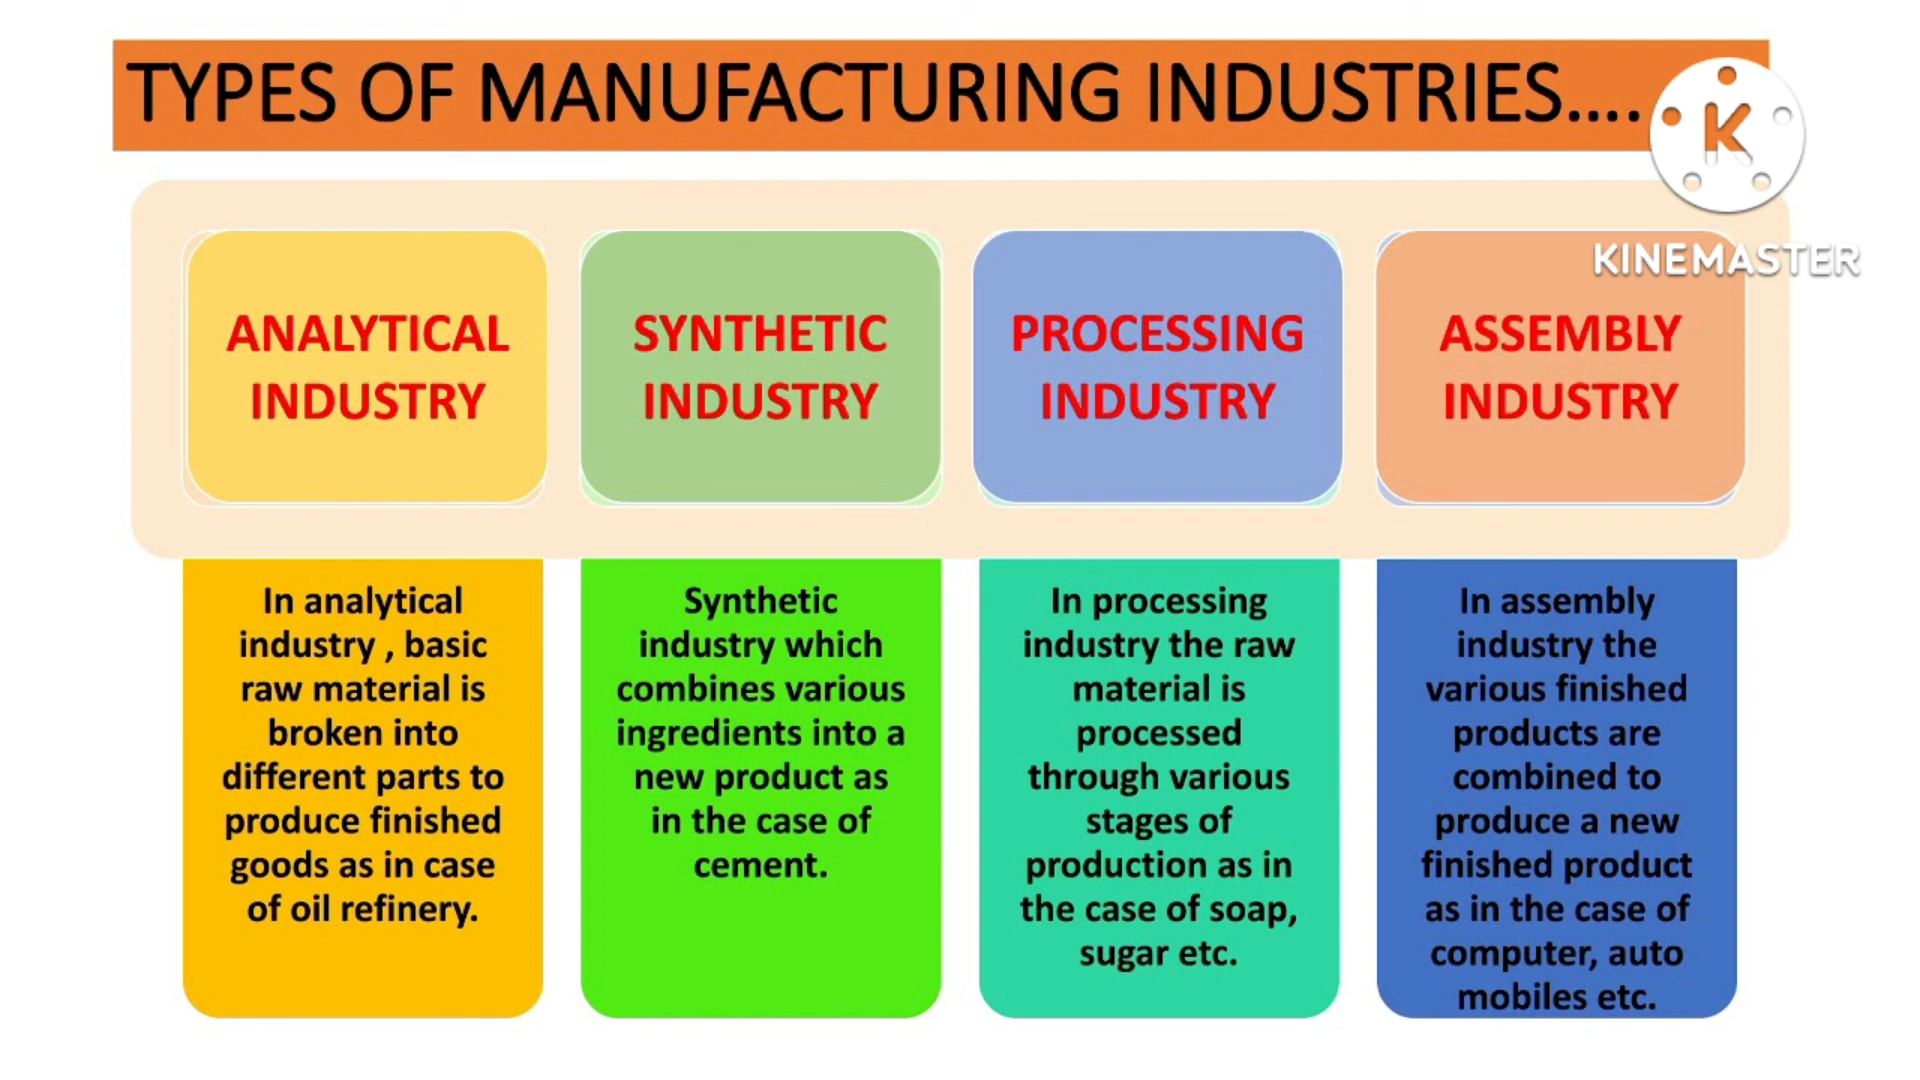 TYPES OF MANUFACTURING INDUSTRIES....
K
KINEMASTER
ANALYTICAL
INDUSTRY
In analytical
industry , basic
raw material is
broken into
different parts to
produce finished
goods as in case
of oil refinery.
SYNTHETIC
INDUSTRY
Synthetic
industry which
combines various
ingredients into a
new product as
in the case of
cement.
PROCESSING
INDUSTRY
In processing
industry the raw
material is
processed
through various
stages of
production as in
the case of soap,
sugar etc.
ASSEMBLY
INDUSTRY
In assembly
industry the
various finished
products are
combined to
produce a new
finished product
as in the case of
computer, auto
mobiles etc.